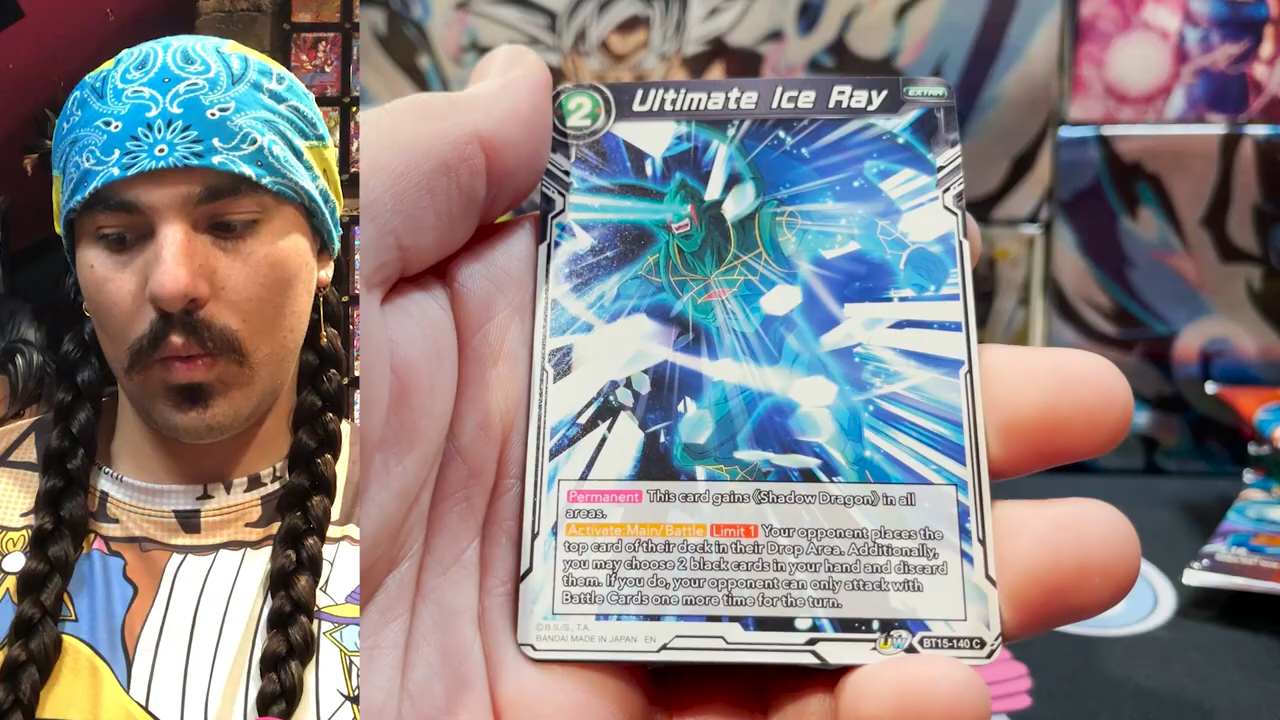 2
Ultimate Ice Ray
EXTRA
Permanent This card gains 《Shadow Dragon》 in all
areas.
Activate:Main/Battle Limit 1 Your opponent places the
top card of their deck in their Drop Area. Additionally,
you may choose 2 black cards in your hand and discard
them. If you do, your opponent can only attack with
Battle Cards one more time for the turn.
©B.S./S., T.A.
BANDAI MADE IN JAPAN EN
UW
BT15-140 C